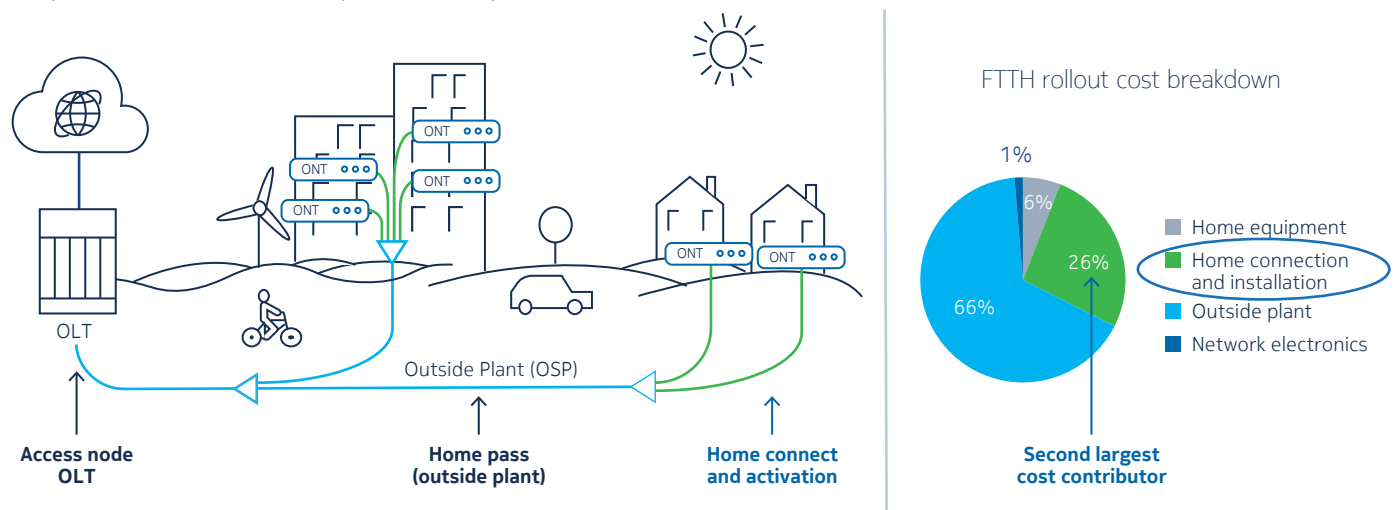 ONT
ONT
ONT
ONT
ONT
ONT
OLT
Outside Plant (OSP)
Access node
OLT
Home pass
(outside plant)
Home connect
and activation
FTTH rollout cost breakdown
1%
6%
26%
66%
Home equipment
Home connection
and installation
Outside plant
Network electronics
Second largest
cost contributor